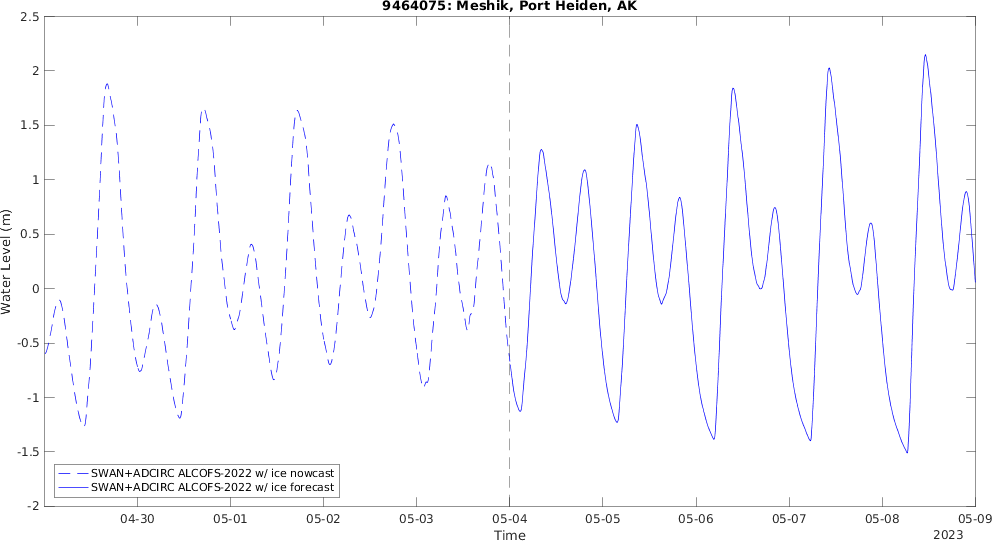 9464075: Meshik, Port Heiden, AK
2.5
2
1.5
1
0.5
0
-0.5
-1
-1.5
-2
Water Level (m)
SWAN+ADCIRC ALCOFS-2022 w/ ice nowcast
SWAN+ADCIRC ALCOFS-2022 w/ ice forecast
04-30 05-01 05-02 05-03 05-04 05-05 05-06 05-07 05-08 05-09
Time
2023